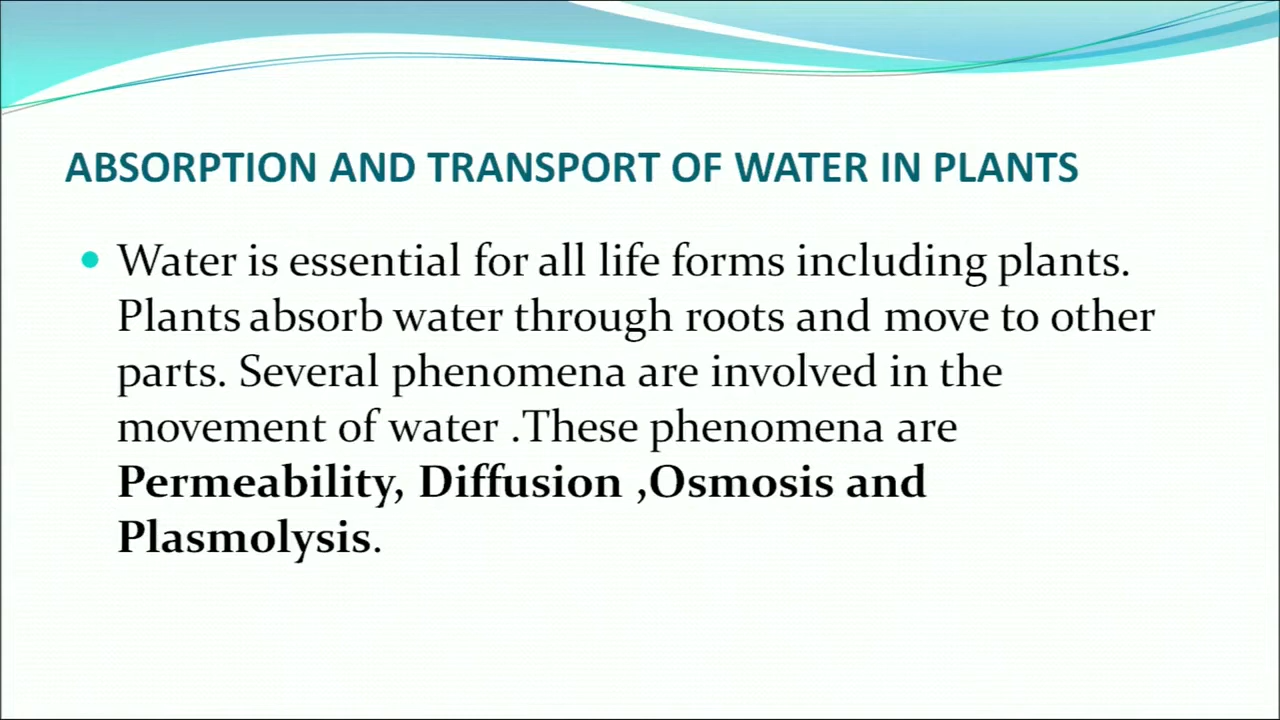 ABSORPTION AND TRANSPORT OF WATER IN PLANTS
Water is essential for all life forms including plants.
Plants absorb water through roots and move to other
parts. Several phenomena are involved in the
movement of water .These phenomena are
Permeability, Diffusion ,Osmosis and
Plasmolysis.